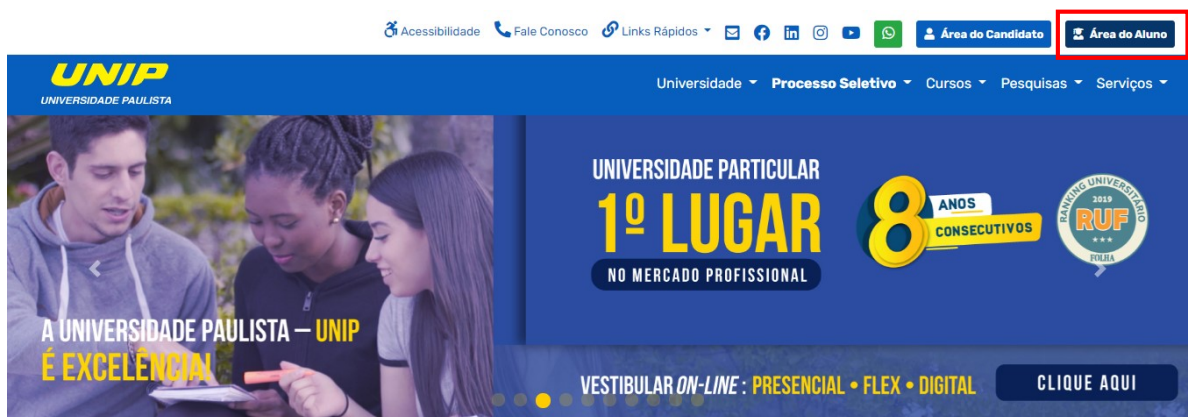 Acessibilidade Fale Conosco Links Rápidos Área do Candidato Área do Aluno
UNIP
UNIVERSIDADE PAULISTA
Universidade Processo Seletivo Cursos Pesquisas Serviços
A UNIVERSIDADE PAULISTA – UNIP
É EXCELÊNCIA!
UNIVERSIDADE PARTICULAR
1º LUGAR
NO MERCADO PROFISSIONAL
8 ANOS
CONSECUTIVOS
RANKING UNIVERSITÁRIO
2019
RUF
FOLHA
VESTIBULAR ON-LINE : PRESENCIAL • FLEX • DIGITAL
CLIQUE AQUI